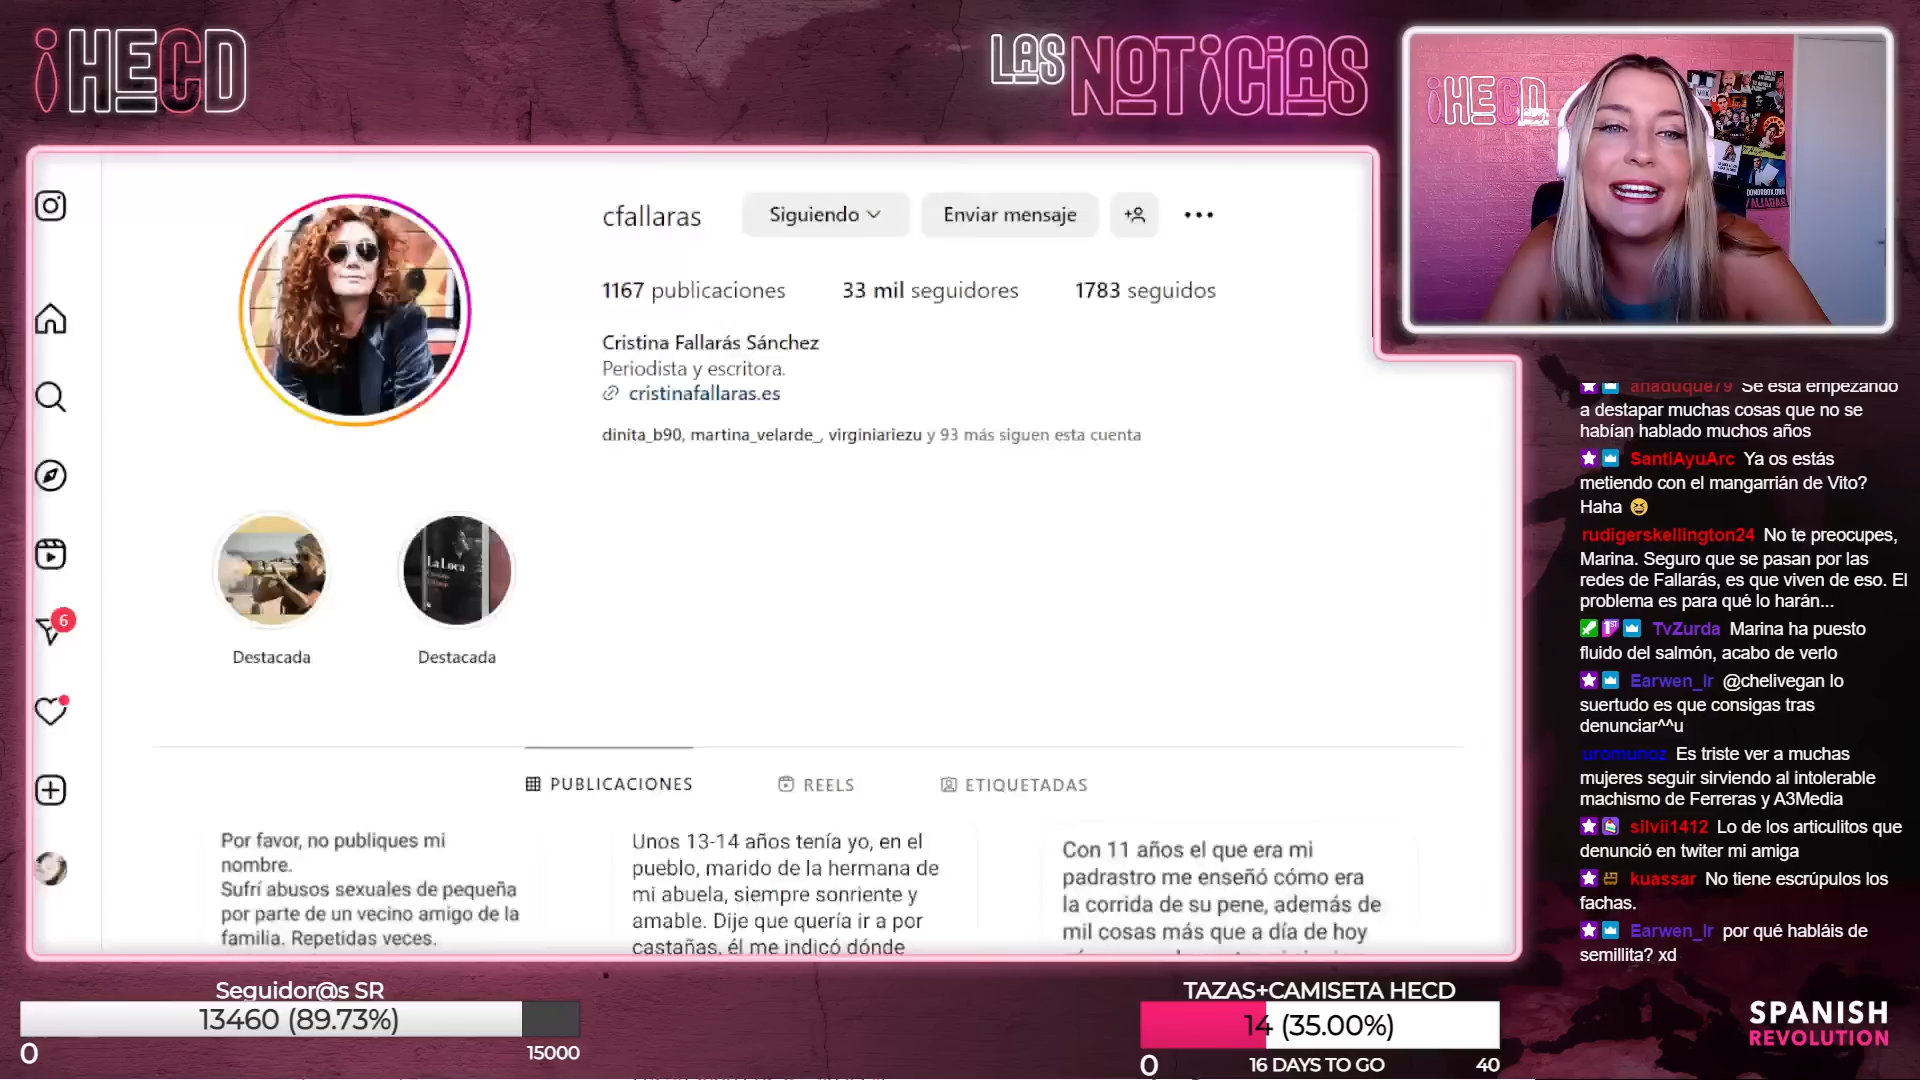 ¡HECD
LAS NOTICIAS
¡HECD
cfallaras
Siguiendo
Enviar mensaje
1167 publicaciones
33 mil seguidores
1783 seguidos
Cristina Fallarás Sánchez
Periodista y escritora.
cristinafallaras.es
dinita_b90, martina_velarde_, virginiariezu y 93 más siguen esta cuenta
6
La Loca
Destacada
Destacada
PUBLICACIONES
REELS
ETIQUETADAS
Por favor, no publiques mi
nombre.
Sufrí abusos sexuales de pequeña
por parte de un vecino amigo de la
familia. Repetidas veces.
Unos 13-14 años tenía yo, en el
pueblo, marido de la hermana de
mi abuela, siempre sonriente y
amable. Dije que quería ir a por
castañas, él me indicó dónde
Con 11 años el que era mi
padrastro me enseñó cómo era
la corrida de su pene, además de
mil cosas más que a día de hoy
anaduque79 Se está empezando
a destapar muchas cosas que no se
habían hablado muchos años
SantiAyuArc Ya os estás
metiendo con el mangarrián de Vito?
Haha 😆
rudigerskellington24 No te preocupes,
Marina. Seguro que se pasan por las
redes de Fallarás, es que viven de eso. El
problema es para qué lo harán...
TvZurda Marina ha puesto
fluido del salmón, acabo de verlo
Earwen_Ir @chelivegan lo
suertudo es que consigas tras
denunciar^^u
uromunoz Es triste ver a muchas
mujeres seguir sirviendo al intolerable
machismo de Ferreras y A3Media
silvii1412 Lo de los articulitos que
denunció en twiter mi amiga
kuassar No tiene escrúpulos los
fachas.
Earwen_Ir por qué habláis de
semillita? xd
Seguidor@s SR
13460 (89.73%)
0
15000
TAZAS+CAMISETA HECD
14 (35.00%)
0
16 DAYS TO GO
40
SPANISH
REVOLUTION